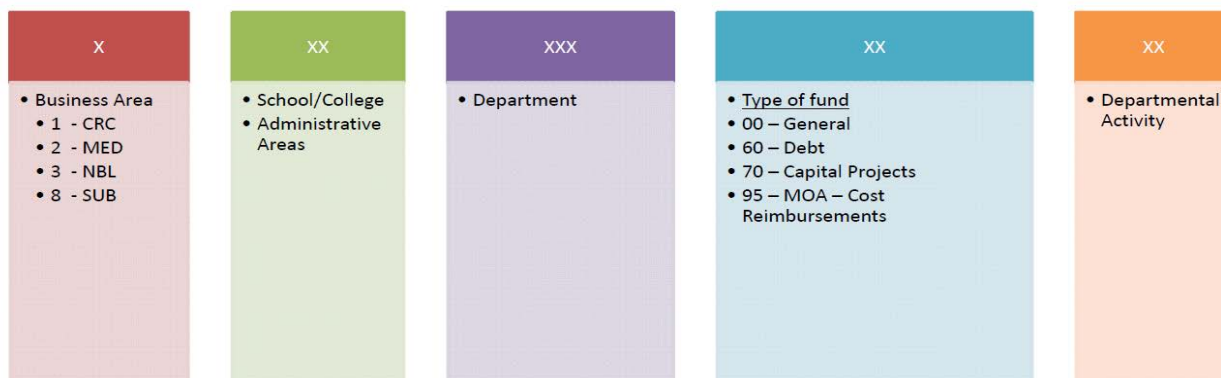 X
• Business Area
• 1 - CRC
• 2 - MED
• 3 - NBL
• 8 - SUB
XX
• School/College
• Administrative
Areas
XXX
• Department
XX
• Type of fund
• 00 – General
• 60 – Debt
• 70 – Capital Projects
• 95 – MOA – Cost
Reimbursements
XX
• Departmental
Activity